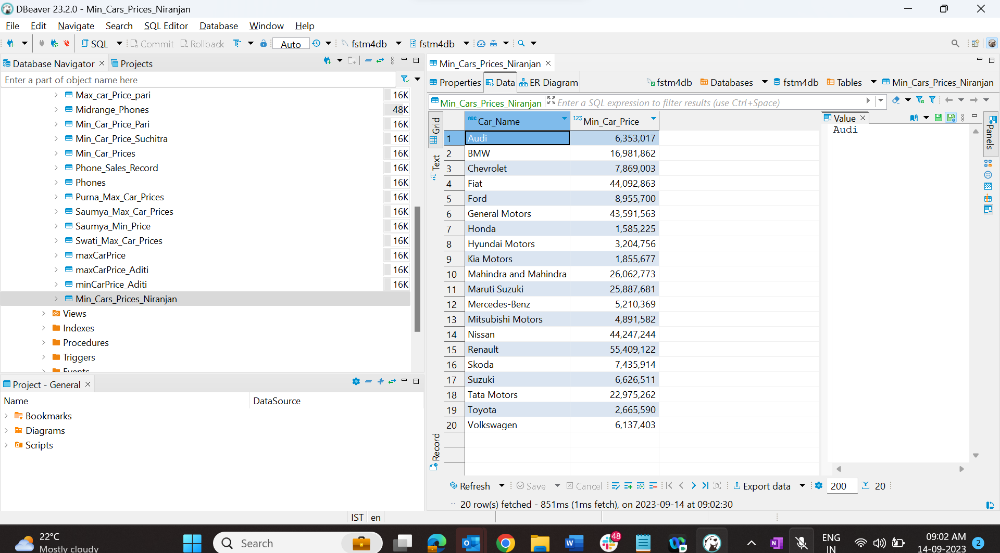 DBeaver 23.2.0 - Min_Cars_Prices_Niranjan
File Edit Navigate Search SQL Editor Database Window Help
SQL Commit Rollback Auto fstm4db fstm4db
Database Navigator Projects
Enter a part of object name here
Max_car_Price_pari 16K
Midrange_Phones 48K
Min_Car_Price_Pari 16K
Min_Car_Price_Suchitra 16K
Min_Car_Prices 16K
Phone_Sales_Record 16K
Phones 16K
Purna_Max_Car_Prices 16K
Saumya_Max_Car_Prices 16K
Saumya_Min_Price 16K
Swati_Max_Car_Prices 16K
maxCarPrice 16K
maxCarPrice_Aditi 16K
minCarPrice_Aditi 16K
Min_Cars_Prices_Niranjan
Views
Indexes
Procedures
Triggers
Events
Project - General
Name DataSource
Bookmarks
Diagrams
Scripts
Min_Cars_Prices_Niranjan
Properties Data ER Diagram fstm4db Databases fstm4db Tables Min_Cars_Prices_Niranjan
Min_Cars_Prices_Niranjan Enter a SQL expression to filter results (use Ctrl+Space)
Grid
Text
Record
ABC Car_Name 123 Min_Car_Price
1 Audi 6,353,017
2 BMW 16,981,862
3 Chevrolet 7,869,003
4 Fiat 44,092,863
5 Ford 8,955,700
6 General Motors 43,591,563
7 Honda 1,585,225
8 Hyundai Motors 3,204,756
9 Kia Motors 1,855,677
10 Mahindra and Mahindra 26,062,773
11 Maruti Suzuki 25,887,681
12 Mercedes-Benz 5,210,369
13 Mitsubishi Motors 4,891,582
14 Nissan 44,247,244
15 Renault 55,409,122
16 Skoda 7,435,914
17 Suzuki 6,626,511
18 Tata Motors 22,975,262
19 Toyota 2,665,590
20 Volkswagen 6,137,403
Value
Audi
Panels
Refresh Save Cancel Export data 200 20
20 row(s) fetched - 851ms (1ms fetch), on 2023-09-14 at 09:02:30
IST en
22°C
Mostly cloudy
Search
48
ENG
IN
09:02 AM
14-09-2023
2